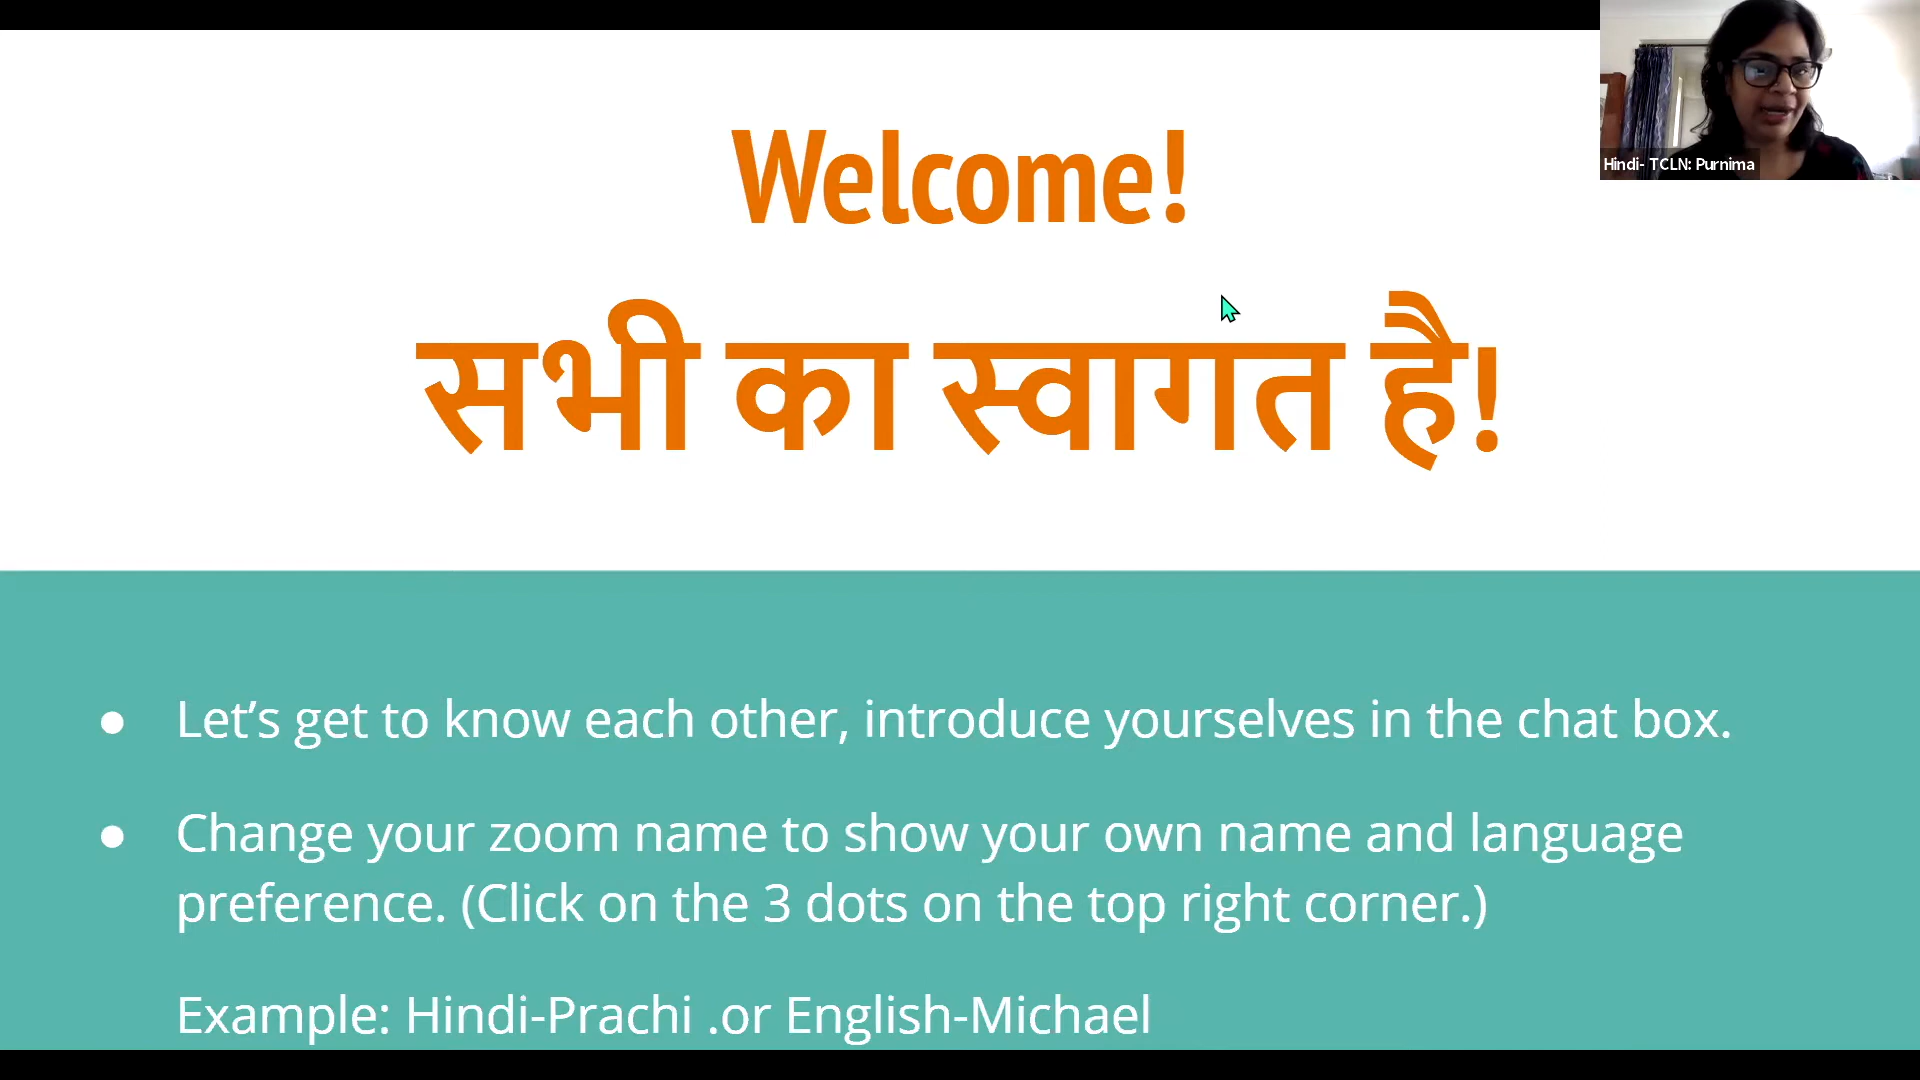 Welcome!
Hindi- TCLN: Purnima
सभी का स्वागत है!
● Let’s get to know each other, introduce yourselves in the chat box.
● Change your zoom name to show your own name and language
preference. (Click on the 3 dots on the top right corner.)
Example: Hindi-Prachi .or English-Michael